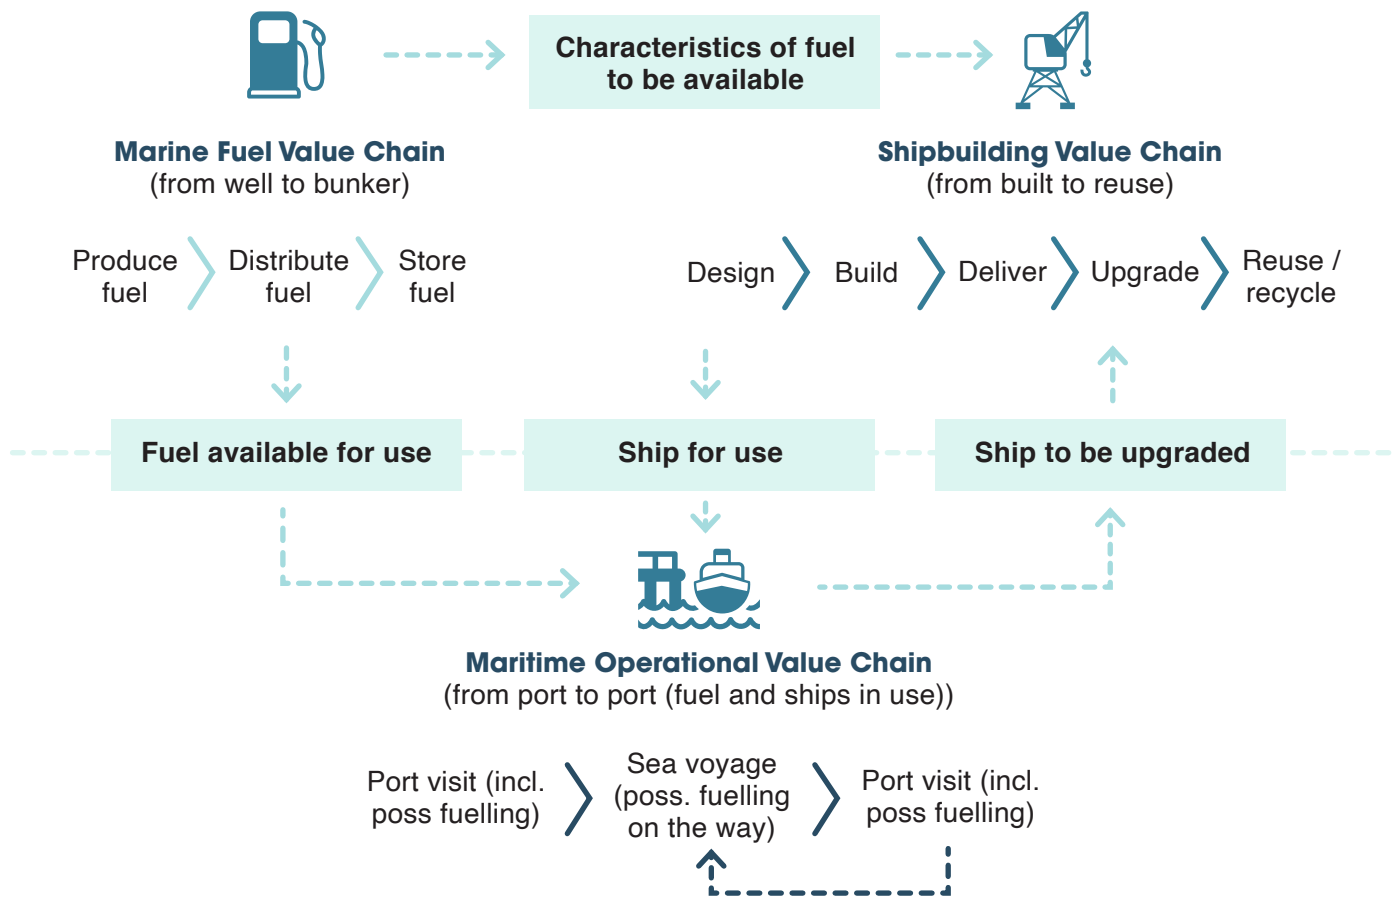 Characteristics of fuel
to be available
Marine Fuel Value Chain
(from well to bunker)
Shipbuilding Value Chain
(from built to reuse)
Produce
fuel
Distribute
fuel
Store
fuel
Design
Build
Deliver
Upgrade
Reuse /
recycle
Fuel available for use
Ship for use
Ship to be upgraded
Maritime Operational Value Chain
(from port to port (fuel and ships in use))
Port visit (incl.
poss fuelling)
Sea voyage
(poss. fuelling
on the way)
Port visit (incl.
poss fuelling)